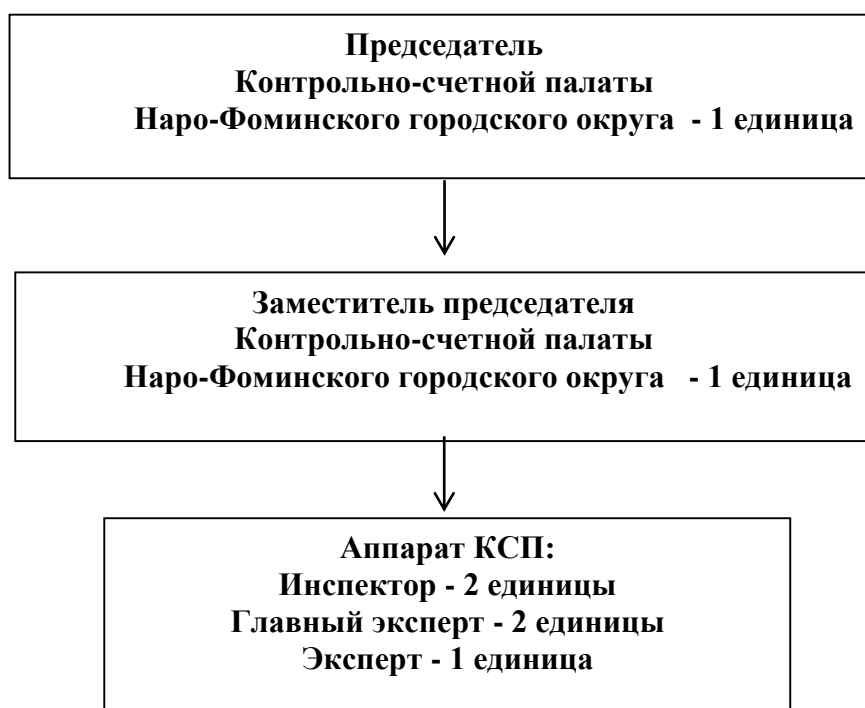 Председатель
Контрольно-счетной палаты
Наро-Фоминского городского округа - 1 единица
Заместитель председателя
Контрольно-счетной палаты
Наро-Фоминского городского округа - 1 единица
Аппарат КСП:
Инспектор - 2 единицы
Главный эксперт - 2 единицы
Эксперт - 1 единица